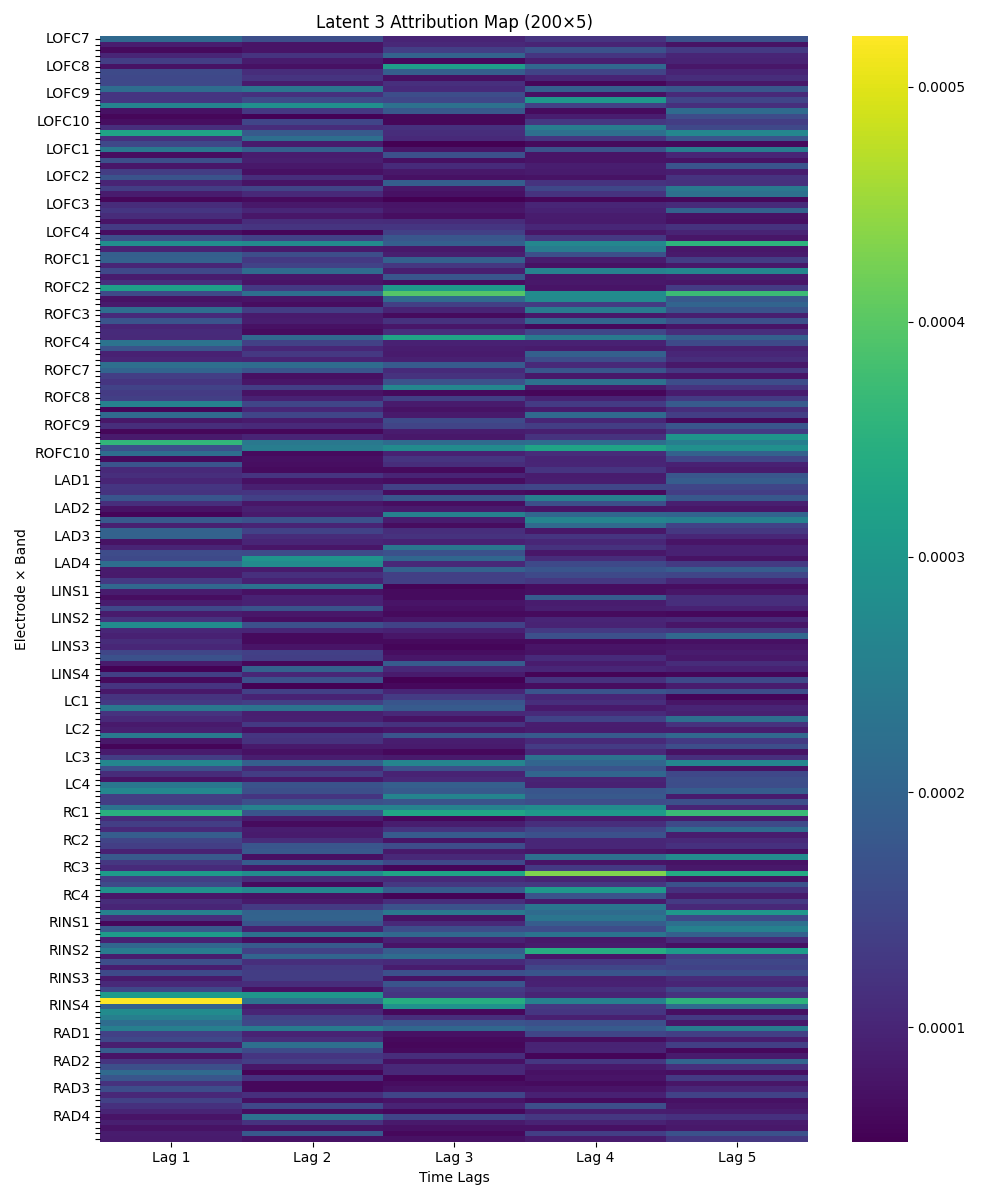 Latent 3 Attribution Map (200×5)
Electrode × Band
LOFC7
LOFC8
LOFC9
LOFC10
LOFC1
LOFC2
LOFC3
LOFC4
ROFC1
ROFC2
ROFC3
ROFC4
ROFC7
ROFC8
ROFC9
ROFC10
LAD1
LAD2
LAD3
LAD4
LINS1
LINS2
LINS3
LINS4
LC1
LC2
LC3
LC4
RC1
RC2
RC3
RC4
RINS1
RINS2
RINS3
RINS4
RAD1
RAD2
RAD3
RAD4
Lag 1 Lag 2 Lag 3 Lag 4 Lag 5
Time Lags
0.0005
0.0004
0.0003
0.0002
0.0001